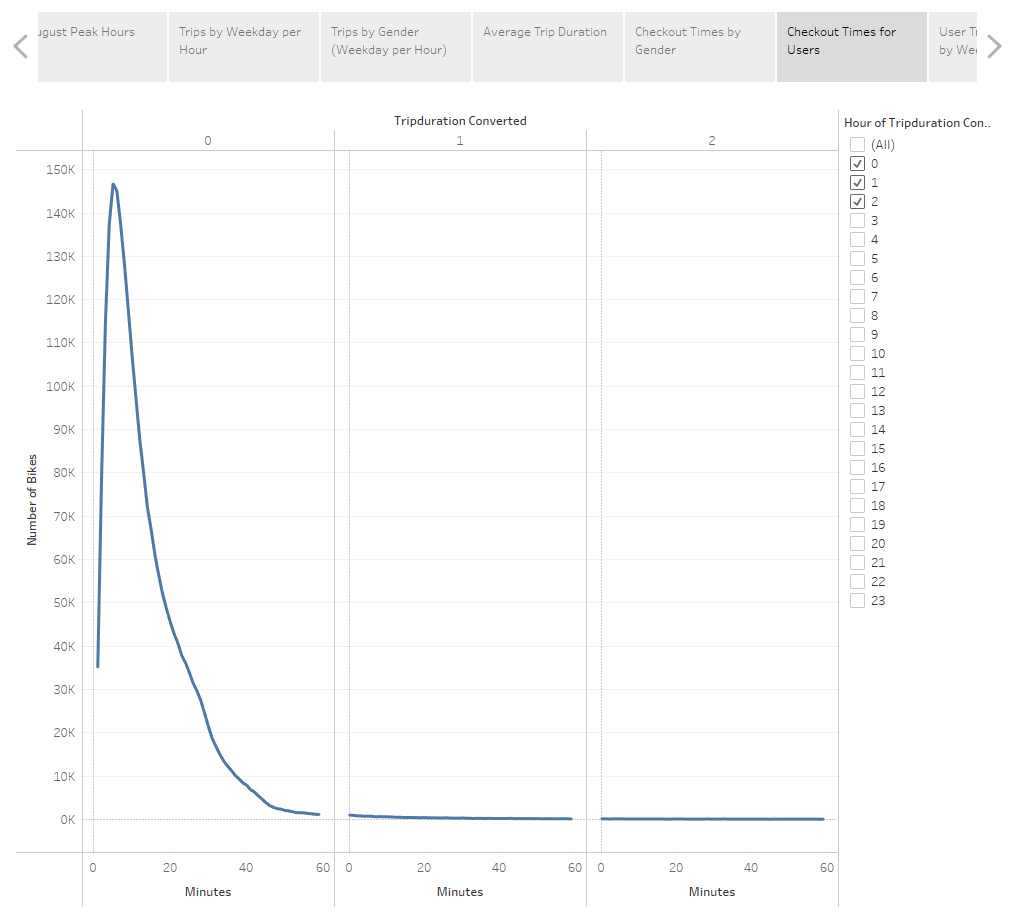 ugust Peak Hours
Trips by Weekday per
Hour
Trips by Gender
(Weekday per Hour)
Average Trip Duration
Checkout Times by
Gender
Checkout Times for
Users
User
by
Tripduration Converted
0
1
2
150K
140K
130K
120K
110K
100K
90K
80K
70K
60K
50K
40K
30K
20K
10K
0K
Number of Bikes
0
20
40
60
0
20
40
60
0
20
40
60
Minutes
Minutes
Minutes
Hour of Tripduration Con..
(All)
0
1
2
3
4
5
6
7
8
9
10
11
12
13
14
15
16
17
18
19
20
21
22
23